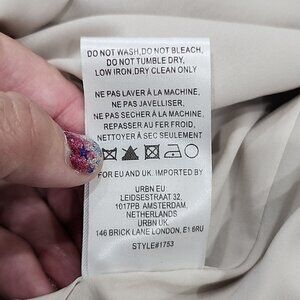 DO NOT WASH,DO NOT BLEACH,
DO NOT TUMBLE DRY,
LOW IRON,DRY CLEAN ONLY
NE PAS LAVER À LA MACHINE,
NE PAS JAVELLISER,
NE PAS SECHER À LA MACHINE,
REPASSER AU FER FROID,
NETTOYER À SEC SEULEMENT
FOR EU AND UK. IMPORTED BY
URBN EU
LEIDSESTRAAT 32,
1017PB AMSTERDAM,
NETHERLANDS
URBN UK,
146 BRICK LANE LONDON, E1 6RU
STYLE#1753